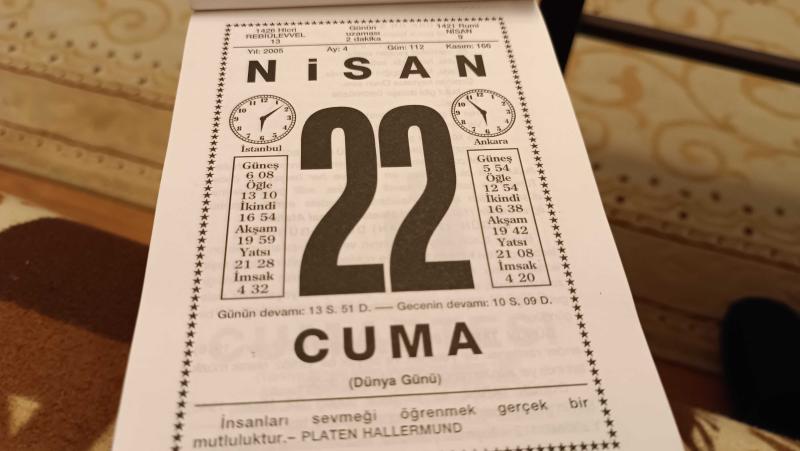 1426 Hicri
REBİÜLEVVEL
13
Günün
uzaması
2 dakika
1421 Rumi
NİSAN
9
Yıl: 2005 Ay: 4 Gün: 112 Kasım: 166
NİSAN
22
İstanbul
Güneş
6 08
Öğle
13 10
İkindi
16 54
Akşam
19 59
Yatsı
21 28
İmsak
4 32
Ankara
Güneş
5 54
Öğle
12 54
İkindi
16 38
Akşam
19 42
Yatsı
21 08
İmsak
4 20
Günün devamı: 13 S. 51 D. — Gecenin devamı: 10 S. 09 D.
CUMA
(Dünya Günü)
İnsanları sevmeği öğrenmek gerçek bir
mutluluktur.– PLATEN HALLERMUND